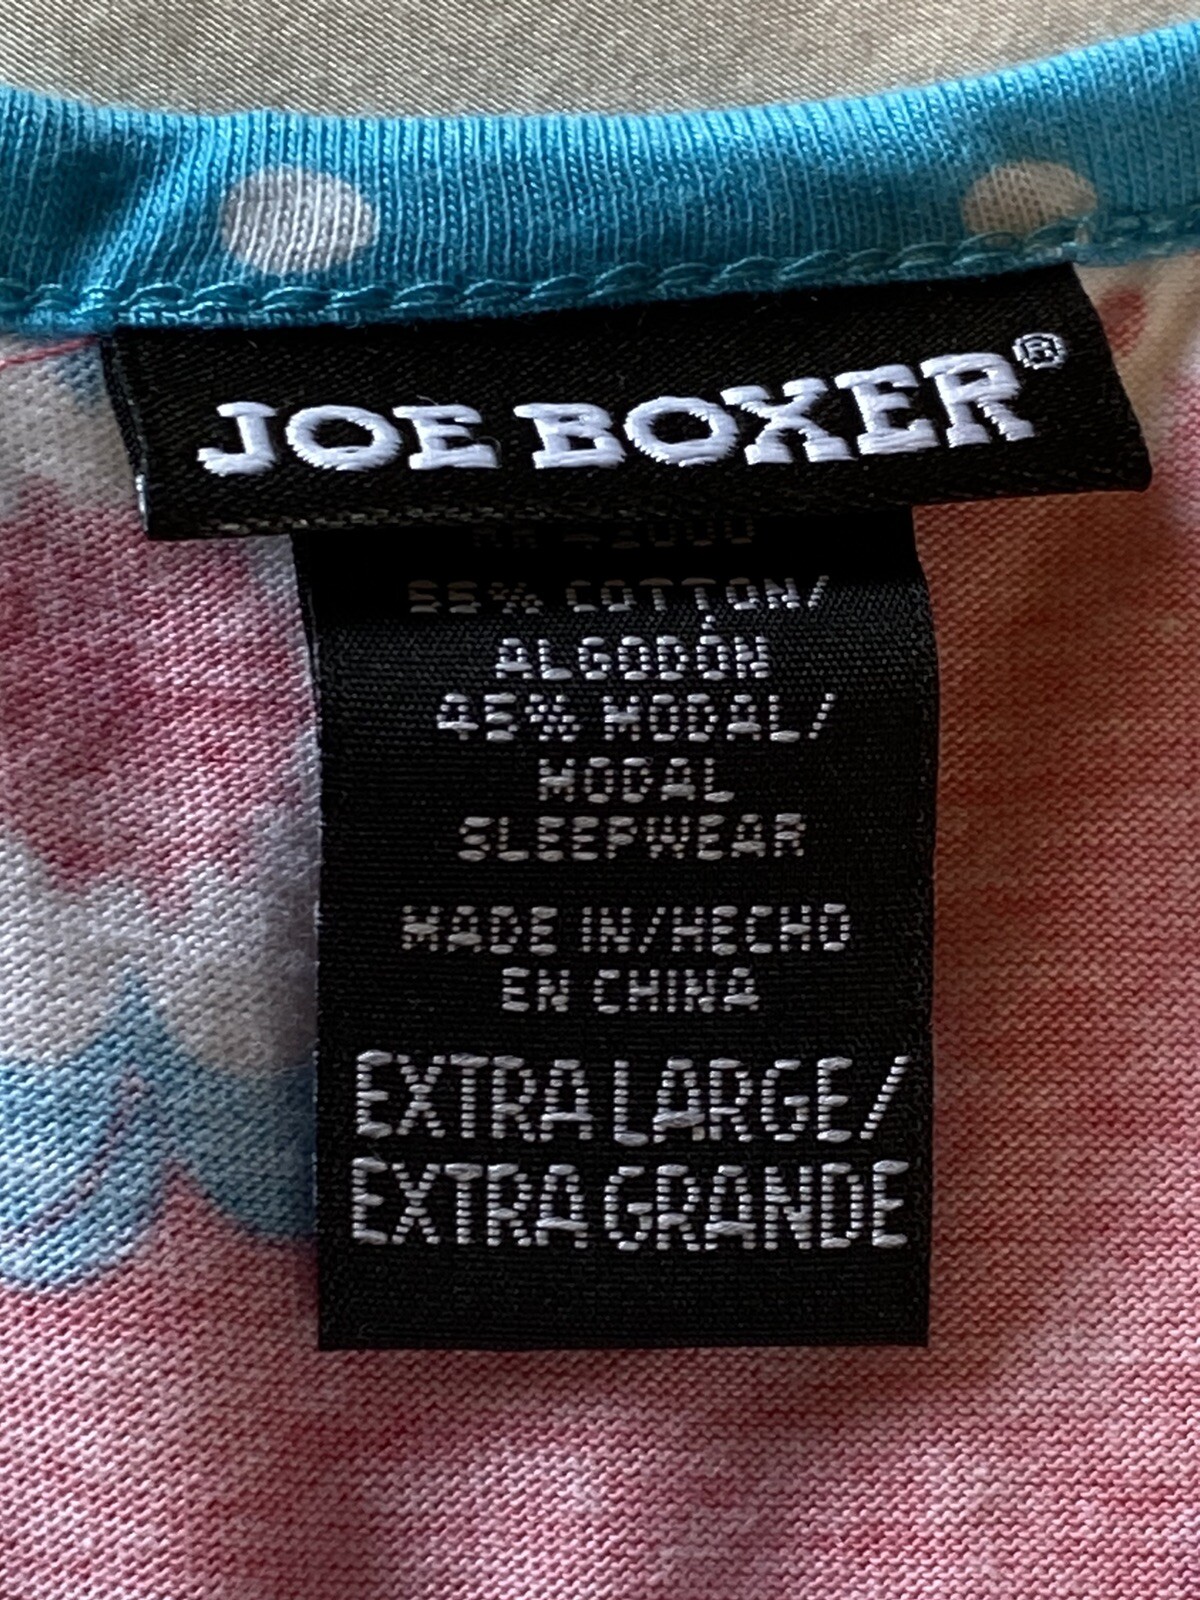 JOE BOXER®
55% COTTON/
ALGODÓN
45% MODAL/
MODAL
SLEEPWEAR
MADE IN/HECHO
EN CHINA
EXTRA LARGE/
EXTRA GRANDE